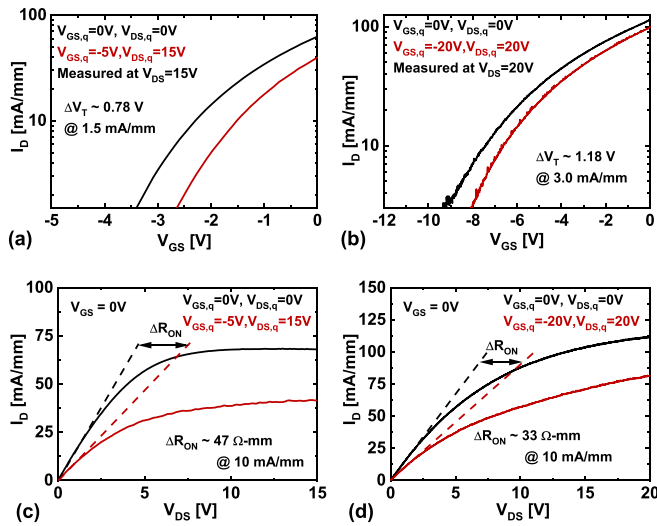 V_GS,q=0V, V_DS,q=0V
V_GS,q=-5V,V_DS,q=15V
Measured at V_DS=15V
ΔV_T ~ 0.78 V
@ 1.5 mA/mm
100
10
I_D [mA/mm]
-5 -4 -3 -2 -1 0
V_GS [V]
(a)
V_GS,q=0V, V_DS,q=0V
V_GS,q=-20V,V_DS,q=20V
Measured at V_DS=20V
ΔV_T ~ 1.18 V
@ 3.0 mA/mm
100
10
I_D [mA/mm]
-12 -10 -8 -6 -4 -2 0
V_GS [V]
(b)
V_GS = 0V
V_GS,q=0V, V_DS,q=0V
V_GS,q=-5V,V_DS,q=15V
ΔR_ON
ΔR_ON ~ 47 Ω-mm
@ 10 mA/mm
100
75
50
25
0
I_D [mA/mm]
0 5 10 15
V_DS [V]
(c)
V_GS = 0V
V_GS,q=0V, V_DS,q=0V
V_GS,q=-20V,V_DS,q=20V
ΔR_ON
ΔR_ON ~ 33 Ω-mm
@ 10 mA/mm
150
125
100
75
50
25
0
I_D [mA/mm]
0 5 10 15 20
V_DS [V]
(d)